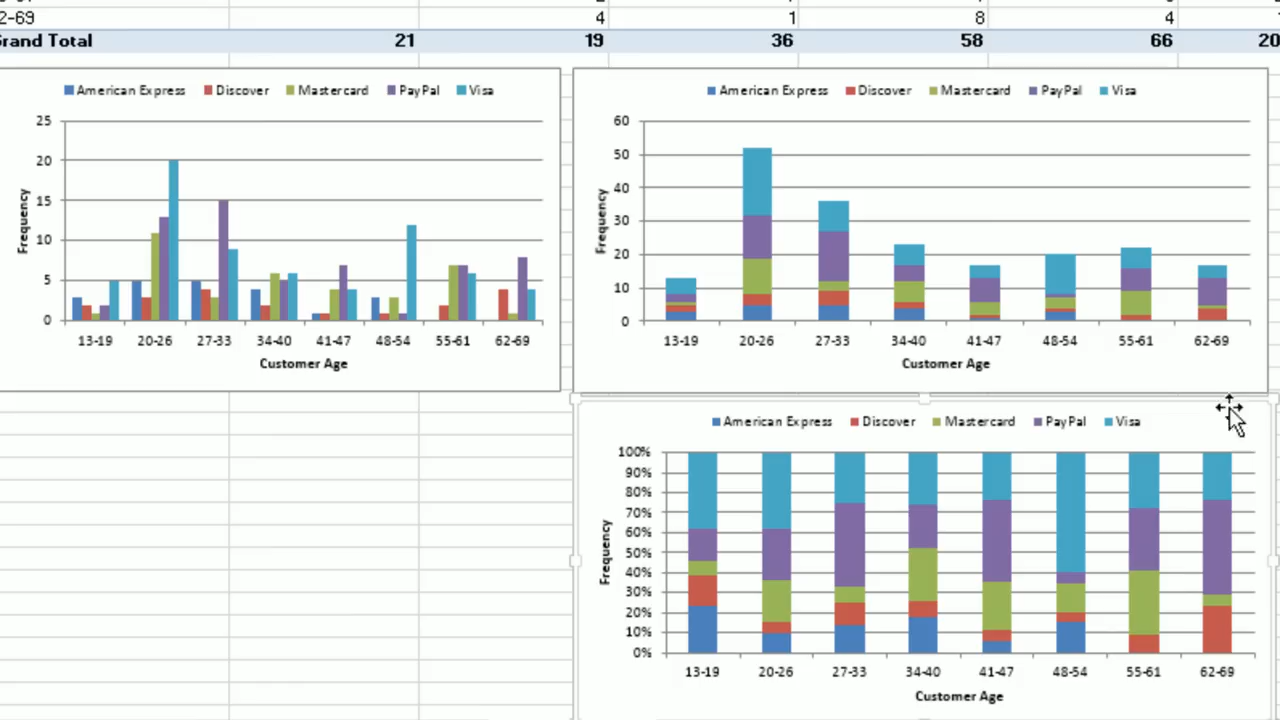 2-69 4 1 8 4
Grand Total 21 19 36 58 66 20
American Express Discover Mastercard PayPal Visa
25
20
15
10
5
0
Frequency
13-19 20-26 27-33 34-40 41-47 48-54 55-61 62-69
Customer Age
American Express Discover Mastercard PayPal Visa
60
50
40
30
20
10
0
Frequency
13-19 20-26 27-33 34-40 41-47 48-54 55-61 62-69
Customer Age
American Express Discover Mastercard PayPal Visa
100%
90%
80%
70%
60%
50%
40%
30%
20%
10%
0%
Frequency
13-19 20-26 27-33 34-40 41-47 48-54 55-61 62-69
Customer Age